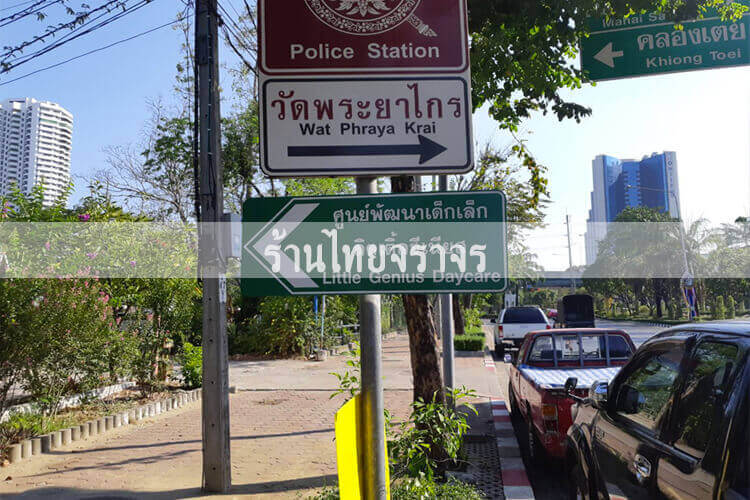 Police Station
วัดพระยาไกร
Wat Phraya Krai
คลองเตย
Khlong Toei
ศูนย์พัฒนาเด็กเล็ก
ร้านไทยจราจร
Little Genius Daycare